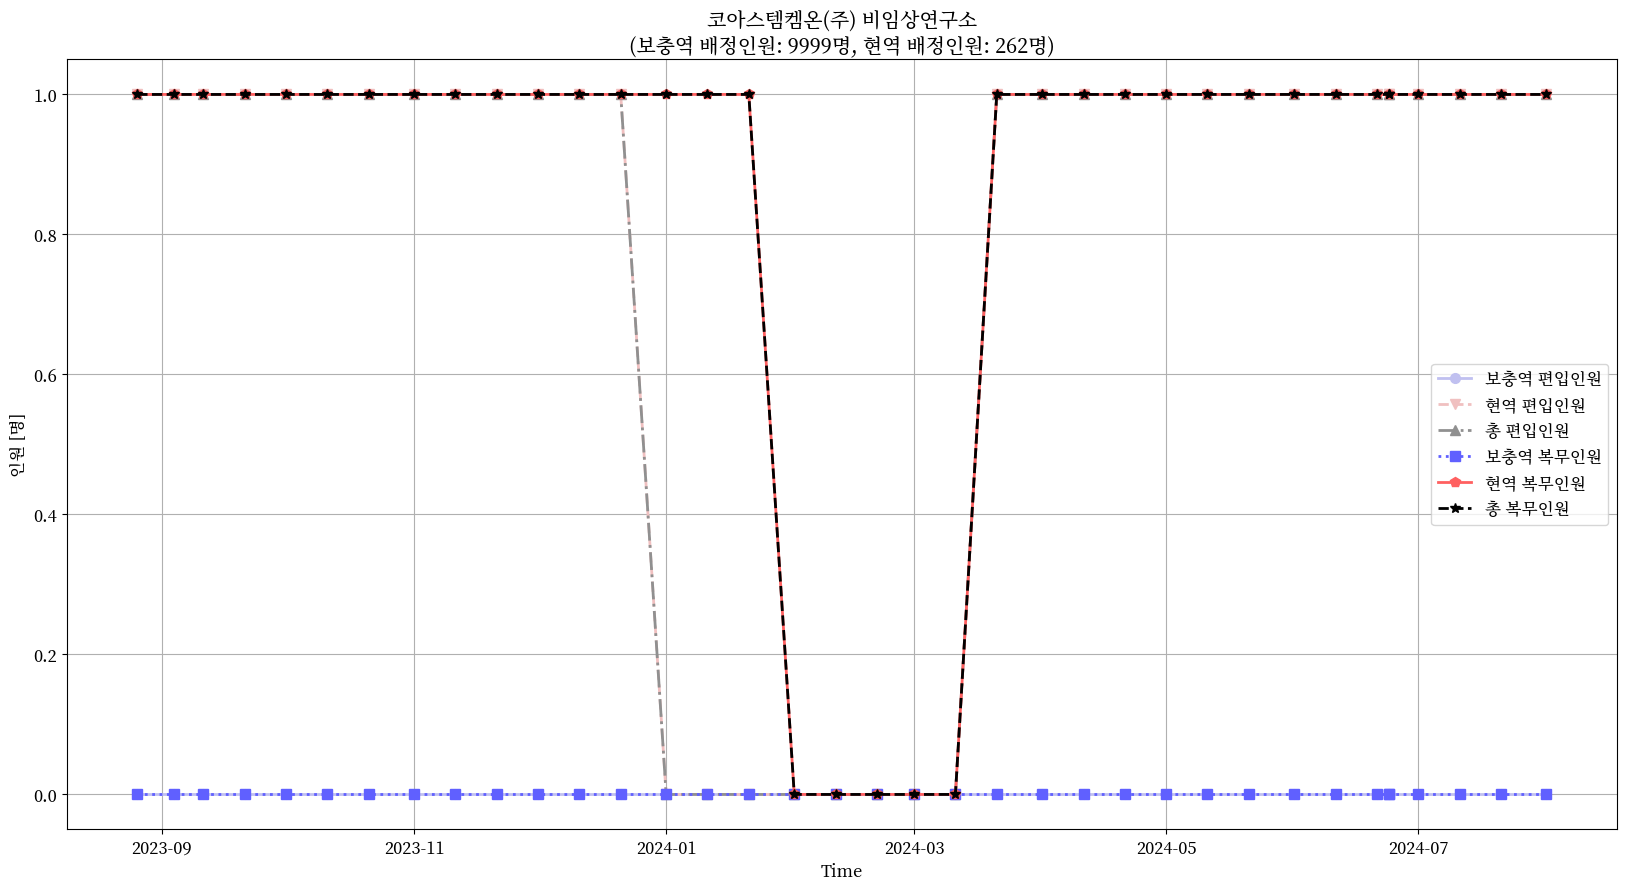 코아스템켐온(주) 비임상연구소
(보충역 배정인원: 9999명, 현역 배정인원: 262명)
인원 [명]
1.0
0.8
0.6
0.4
0.2
0.0
보충역 편입인원
현역 편입인원
총 편입인원
보충역 복무인원
현역 복무인원
총 복무인원
2023-09
2023-11
2024-01
2024-03
2024-05
2024-07
Time